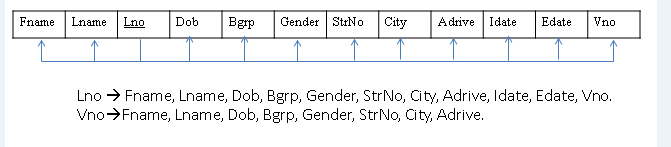 Fname Lname Lno Dob Bgrp Gender StrNo City Adrive Idate Edate Vno
Lno → Fname, Lname, Dob, Bgrp, Gender, StrNo, City, Adrive, Idate, Edate, Vno.
Vno→Fname, Lname, Dob, Bgrp, Gender, StrNo, City, Adrive.